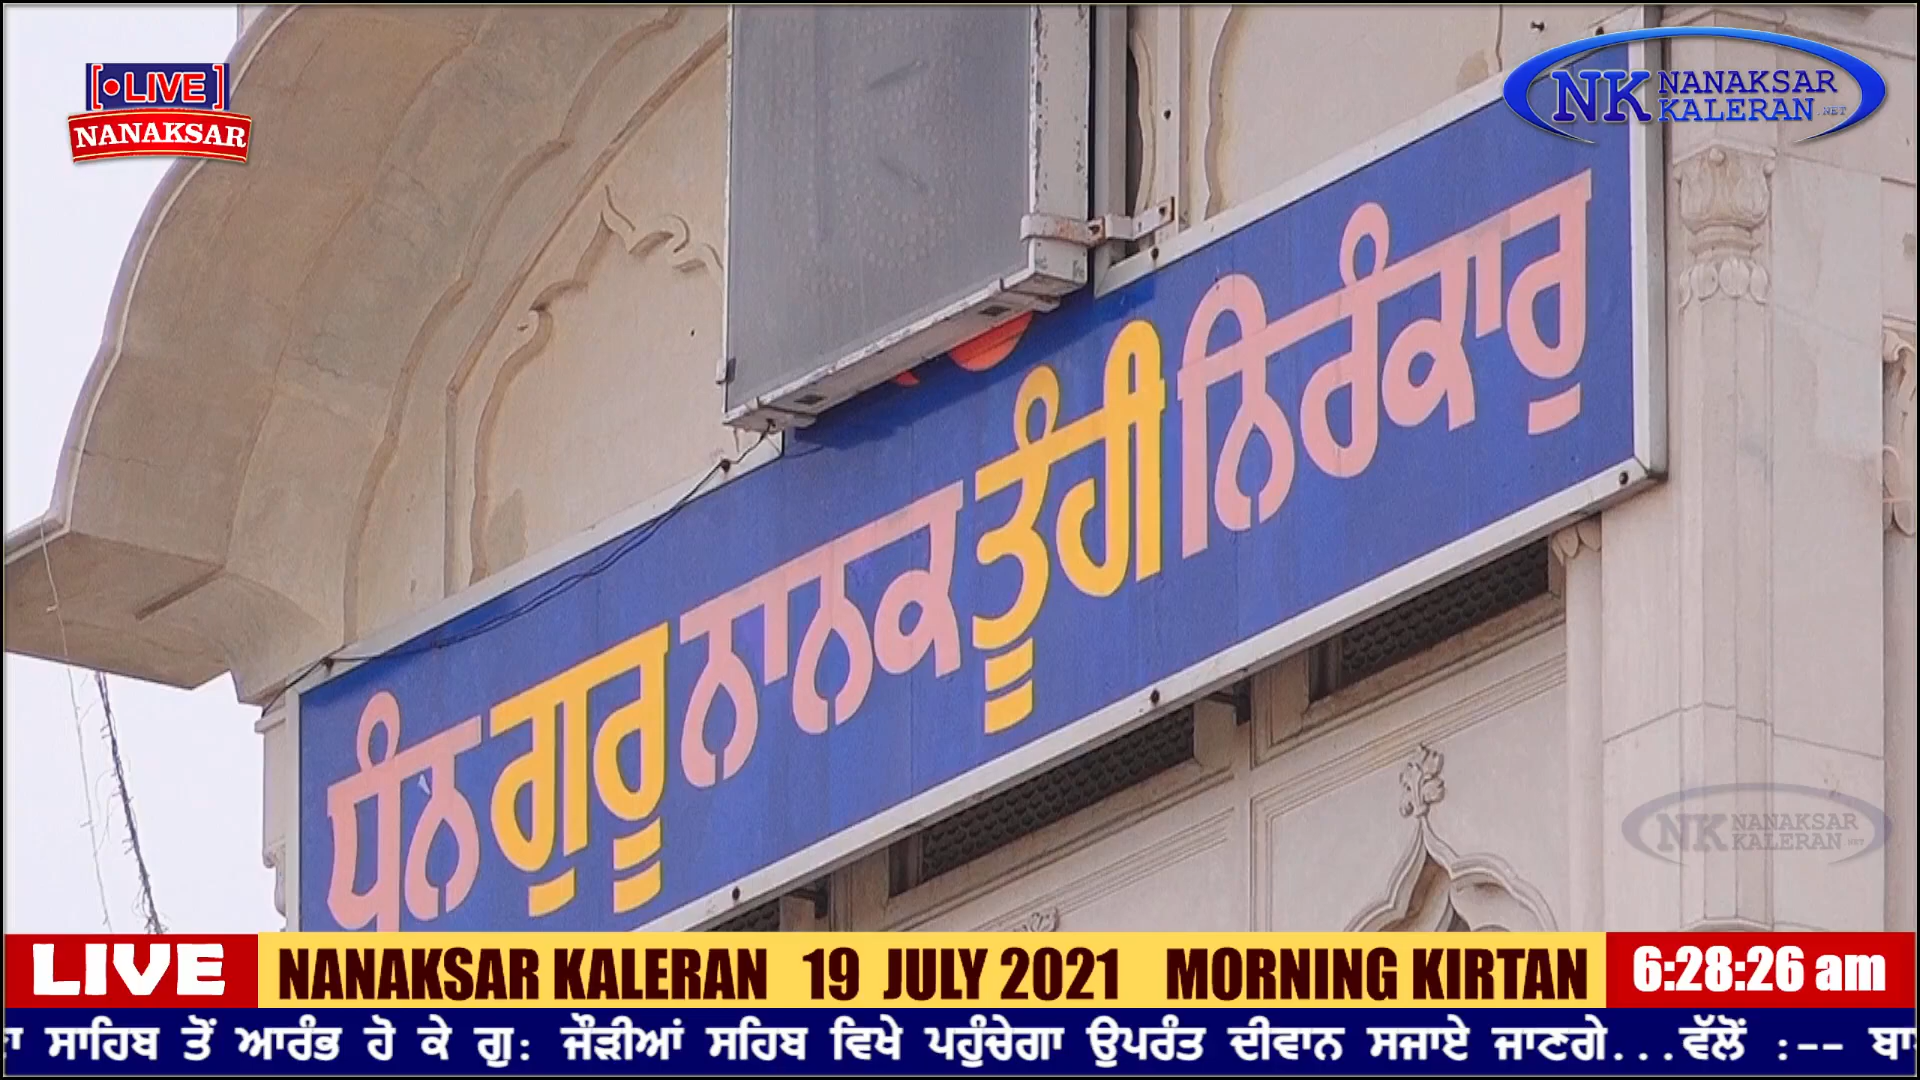 [•LIVE]
NANAKSAR
NK NANAKSAR
KALERAN .NET
ਧੰਨ ਗੁਰੂ ਨਾਨਕ ਤੂੰਹੀ ਨਿਰੰਕਾਰੁ
NK NANAKSAR
KALERAN .NET
LIVE NANAKSAR KALERAN 19 JULY 2021 MORNING KIRTAN 6:28:26 am
ਸਾਹਿਬ ਤੋਂ ਆਰੰਭ ਹੋ ਕੇ ਗੁ: ਜੌੜੀਆਂ ਸਹਿਬ ਵਿਖੇ ਪਹੁੰਚੇਗਾ ਉਪਰੰਤ ਦੀਵਾਨ ਸਜਾਏ ਜਾਣਗੇ...ਵੱਲੋਂ :--